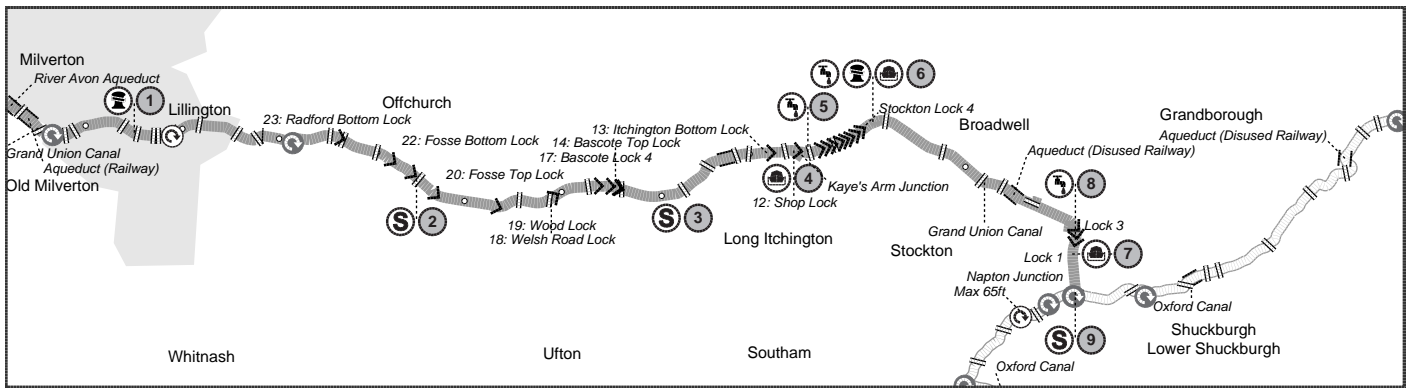 Milverton
River Avon Aqueduct
1
Lillington
Grand Union Canal
Aqueduct (Railway)
Old Milverton
23: Radford Bottom Lock
Offchurch
22: Fosse Bottom Lock
20: Fosse Top Lock
S 2
19: Wood Lock
18: Welsh Road Lock
13: Itchington Bottom Lock
14: Bascote Top Lock
17: Bascote Lock 4
S 3
5
6
Stockton Lock 4
4
Kaye's Arm Junction
12: Shop Lock
Long Itchington
Broadwell
Aqueduct (Disused Railway)
8
Grand Union Canal
Lock 3
Stockton
Lock 1
7
Napton Junction
Max 65ft
Grandborough
Aqueduct (Disused Railway)
Oxford Canal
Shuckburgh
Lower Shuckburgh
S 9
Oxford Canal
Whitnash
Ufton
Southam